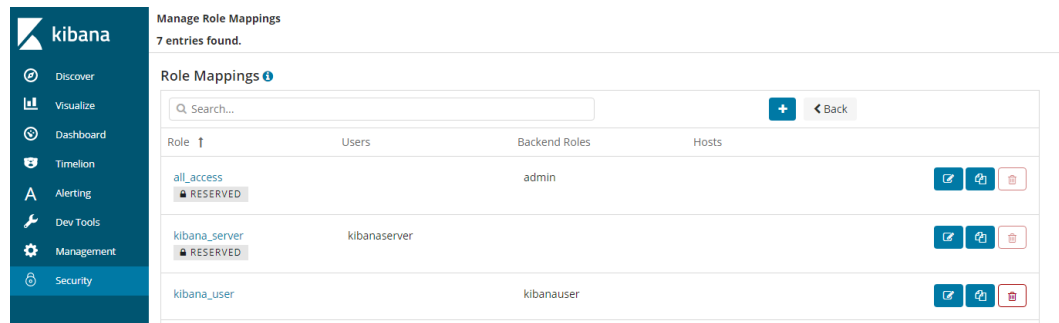 kibana
Discover
Visualize
Dashboard
Timelion
Alerting
Dev Tools
Management
Security
Manage Role Mappings
7 entries found.
Role Mappings
Search...
Back
Role Users Backend Roles Hosts
all_access admin
RESERVED
kibana_server kibanaserver
RESERVED
kibana_user kibanauser